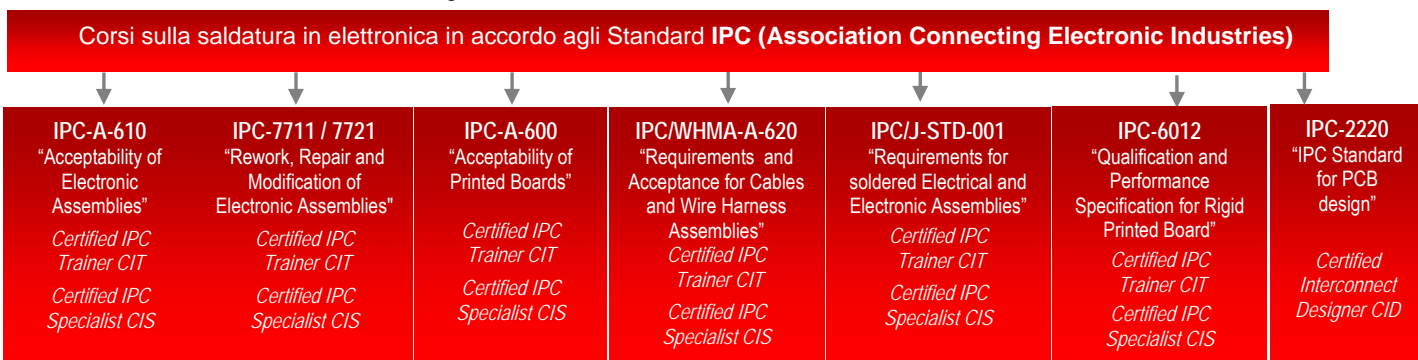 Corsi sulla saldatura in elettronica in accordo agli Standard IPC (Association Connecting Electronic Industries)
IPC-A-610
“Acceptability of
Electronic
Assemblies”
Certified IPC
Trainer CIT
Certified IPC
Specialist CIS
IPC-7711 / 7721
“Rework, Repair and
Modification of
Electronic Assemblies"
Certified IPC
Trainer CIT
Certified IPC
Specialist CIS
IPC-A-600
“Acceptability of
Printed Boards”
Certified IPC
Trainer CIT
Certified IPC
Specialist CIS
IPC/WHMA-A-620
“Requirements and
Acceptance for Cables
and Wire Harness
Assemblies”
Certified IPC
Trainer CIT
Certified IPC
Specialist CIS
IPC/J-STD-001
“Requirements for
soldered Electrical and
Electronic Assemblies”
Certified IPC
Trainer CIT
Certified IPC
Specialist CIS
IPC-6012
“Qualification and
Performance
Specification for Rigid
Printed Board”
Certified IPC
Trainer CIT
Certified IPC
Specialist CIS
IPC-2220
“IPC Standard
for PCB
design”
Certified
Interconnect
Designer CID